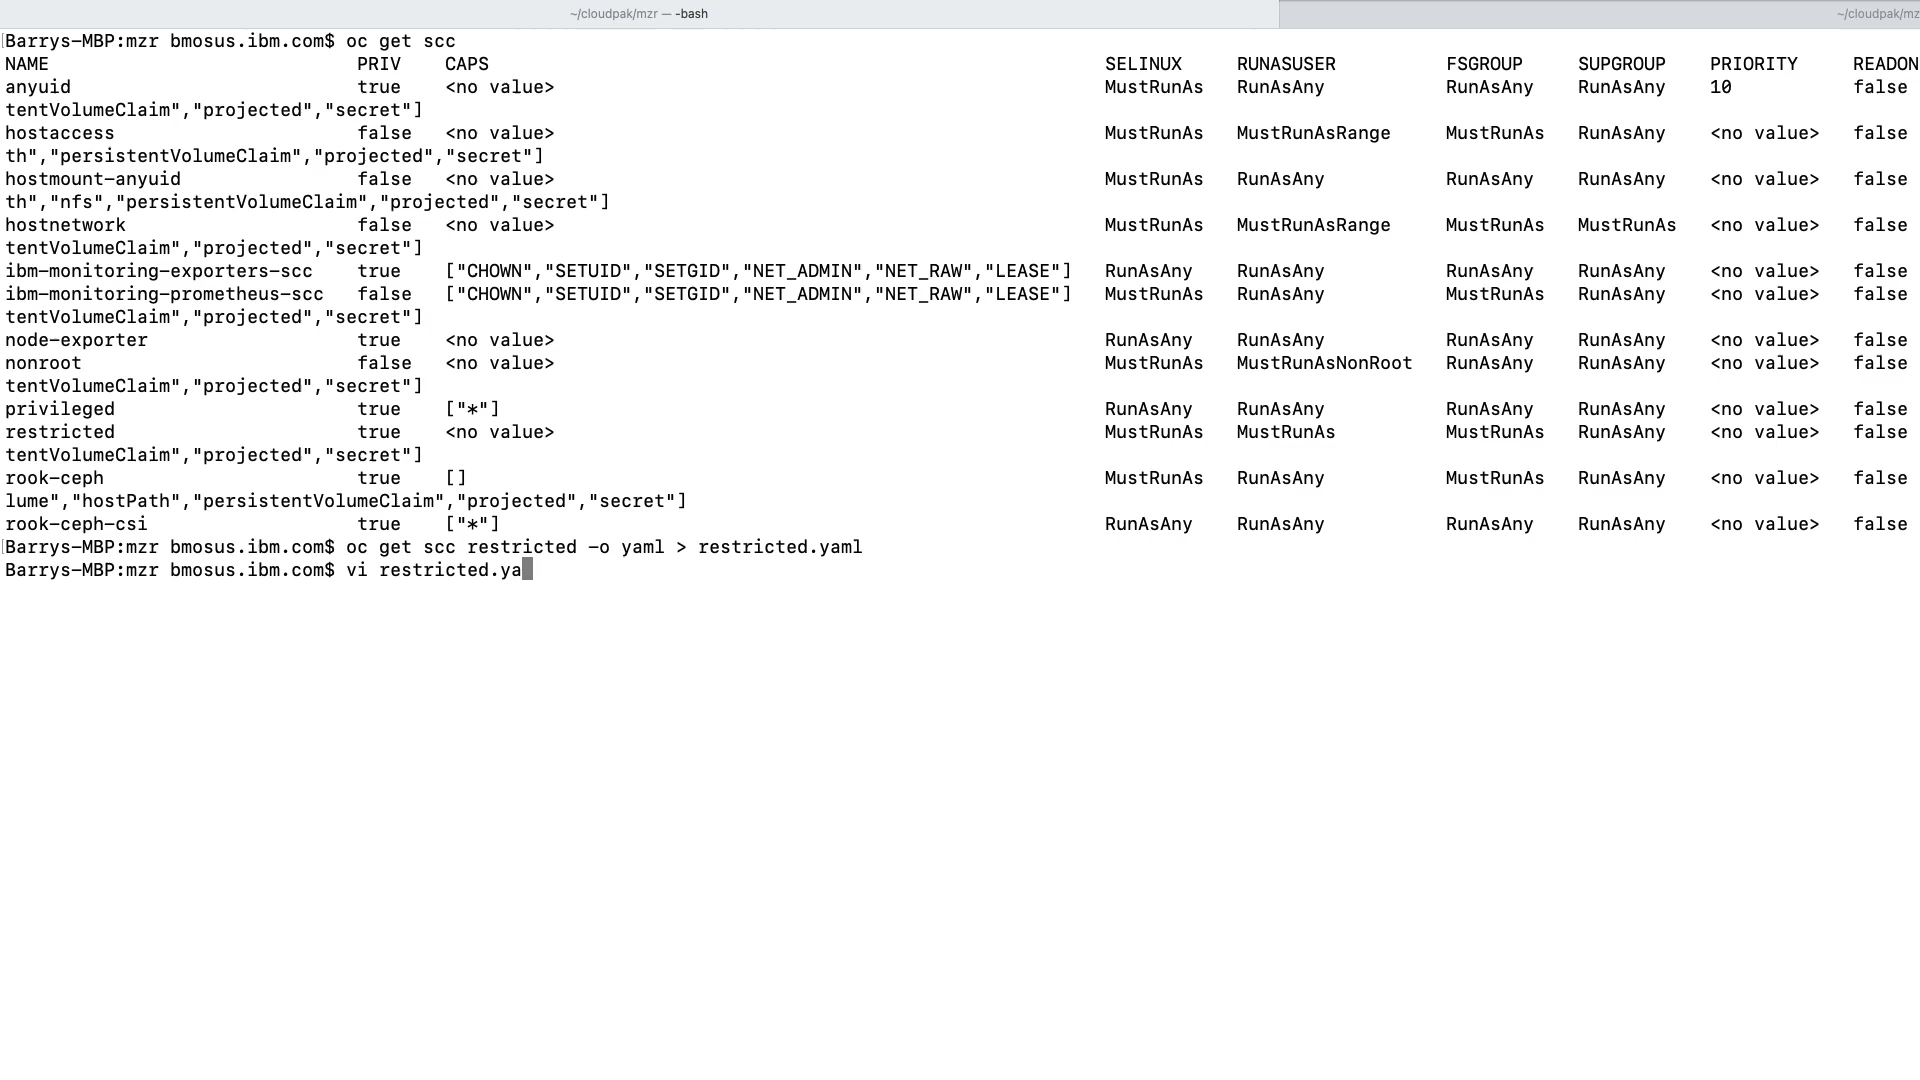 ~/cloudpak/mzr — -bash
~/cloudpak/mz
Barrys-MBP:mzr bmosus.ibm.com$ oc get scc
NAME PRIV CAPS SELINUX RUNASUSER FSGROUP SUPGROUP PRIORITY READON
anyuid true <no value> MustRunAs RunAsAny RunAsAny RunAsAny 10 false
tentVolumeClaim","projected","secret"]
hostaccess false <no value> MustRunAs MustRunAsRange MustRunAs RunAsAny <no value> false
th","persistentVolumeClaim","projected","secret"]
hostmount-anyuid false <no value> MustRunAs RunAsAny RunAsAny RunAsAny <no value> false
th","nfs","persistentVolumeClaim","projected","secret"]
hostnetwork false <no value> MustRunAs MustRunAsRange MustRunAs MustRunAs <no value> false
tentVolumeClaim","projected","secret"]
ibm-monitoring-exporters-scc true ["CHOWN","SETUID","SETGID","NET_ADMIN","NET_RAW","LEASE"] RunAsAny RunAsAny RunAsAny RunAsAny <no value> false
ibm-monitoring-prometheus-scc false ["CHOWN","SETUID","SETGID","NET_ADMIN","NET_RAW","LEASE"] MustRunAs RunAsAny MustRunAs RunAsAny <no value> false
tentVolumeClaim","projected","secret"]
node-exporter true <no value> RunAsAny RunAsAny RunAsAny RunAsAny <no value> false
nonroot false <no value> MustRunAs MustRunAsNonRoot RunAsAny RunAsAny <no value> false
tentVolumeClaim","projected","secret"]
privileged true ["*"] RunAsAny RunAsAny RunAsAny RunAsAny <no value> false
restricted true <no value> MustRunAs MustRunAs MustRunAs RunAsAny <no value> false
tentVolumeClaim","projected","secret"]
rook-ceph true [] MustRunAs RunAsAny MustRunAs RunAsAny <no value> false
lume","hostPath","persistentVolumeClaim","projected","secret"]
rook-ceph-csi true ["*"] RunAsAny RunAsAny RunAsAny RunAsAny <no value> false
Barrys-MBP:mzr bmosus.ibm.com$ oc get scc restricted -o yaml > restricted.yaml
Barrys-MBP:mzr bmosus.ibm.com$ vi restricted.ya